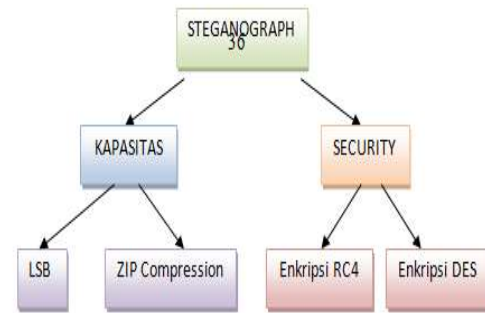 STEGANOGRAPH
36
KAPASITAS
SECURITY
LSB
ZIP Compression
Enkripsi RC4
Enkripsi DES